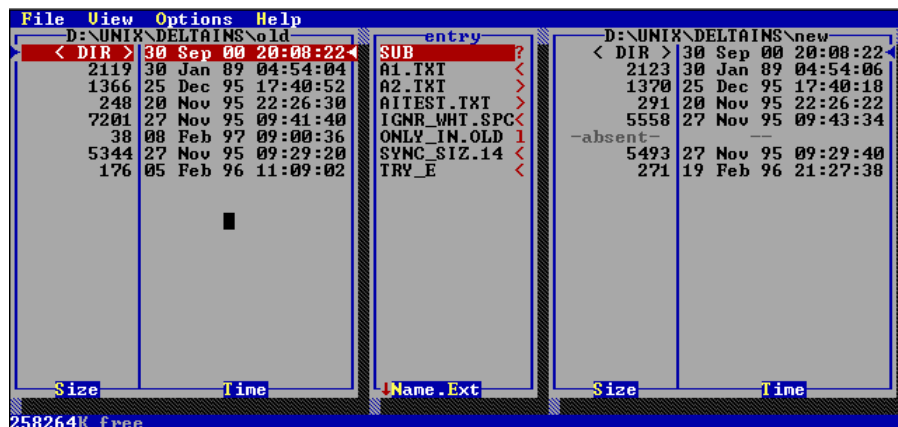 File View Options Help
D:\UNIX\DELTAINS\old entry D:\UNIX\DELTAINS\new
< DIR > 30 Sep 00 20:08:22 SUB ? < DIR > 30 Sep 00 20:08:22
2119 30 Jan 89 04:54:04 A1.TXT < 2123 30 Jan 89 04:54:06
1366 25 Dec 95 17:40:52 A2.TXT > 1370 25 Dec 95 17:40:18
248 20 Nov 95 22:26:30 AITEST.TXT > 291 20 Nov 95 22:26:22
7201 27 Nov 95 09:41:40 IGNR_WHT.SPC< 5558 27 Nov 95 09:43:34
38 08 Feb 97 09:00:36 ONLY_IN.OLD l -absent- --
5344 27 Nov 95 09:29:20 SYNC_SIZ.14 < 5493 27 Nov 95 09:29:40
176 05 Feb 96 11:09:02 TRY_E < 271 19 Feb 96 21:27:38
Size Time ↓Name.Ext Size Time
258264K free